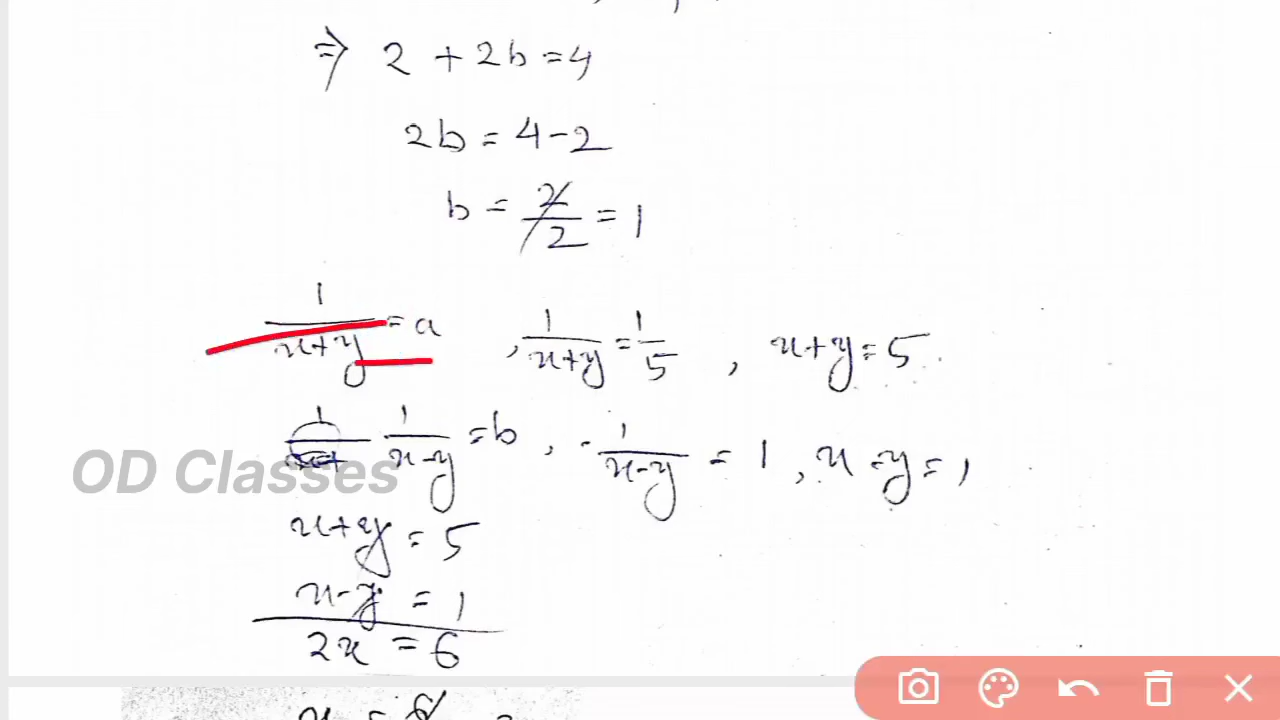 ⇒ 2 + 2b = 4
2b = 4 - 2
b = 2/2 = 1
1/(x+y) = a , 1/(x+y) = 1/5 , x+y = 5
1/(x-y) = b , 1/(x-y) = 1 , x-y = 1
OD Classes
x+y = 5
x-y = 1
2x = 6